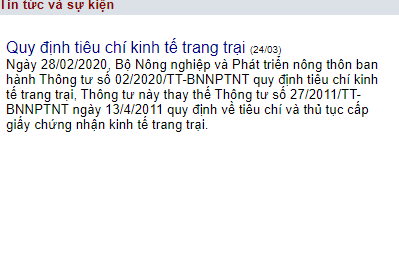 Tin tức và sự kiện
Quy định tiêu chí kinh tế trang trại (24/03)
Ngày 28/02/2020, Bộ Nông nghiệp và Phát triển nông thôn ban
hành Thông tư số 02/2020/TT-BNNPTNT quy định tiêu chí kinh
tế trang trại, Thông tư này thay thế Thông tư số 27/2011/TT-
BNNPTNT ngày 13/4/2011 quy định về tiêu chí và thủ tục cấp
giấy chứng nhận kinh tế trang trại.